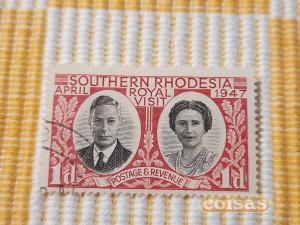 SOUTHERN RHODESIA
APRIL ROYAL 1947
VISIT
1d POSTAGE & REVENUE 1d
coisas